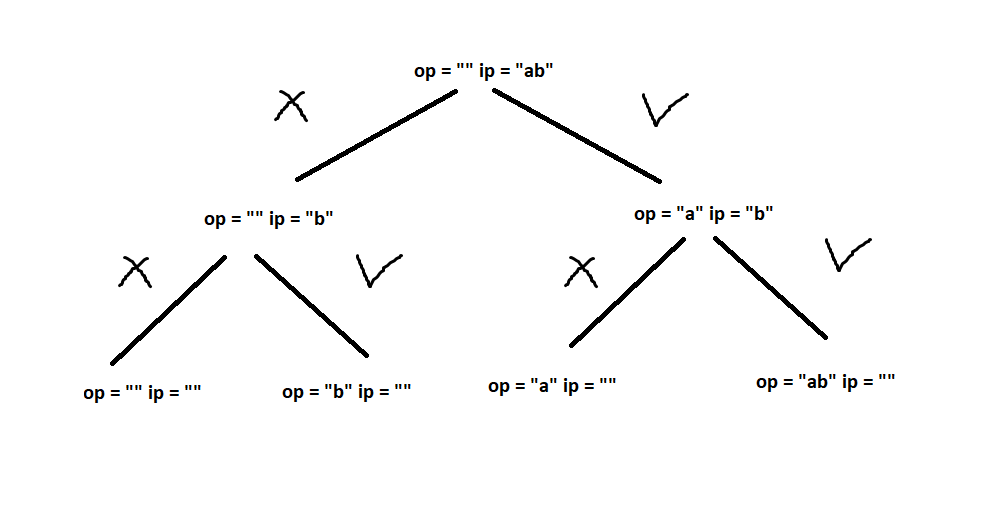 op = "" ip = "ab"
op = "" ip = "b"
op = "a" ip = "b"
op = "" ip = ""
op = "b" ip = ""
op = "a" ip = ""
op = "ab" ip = ""